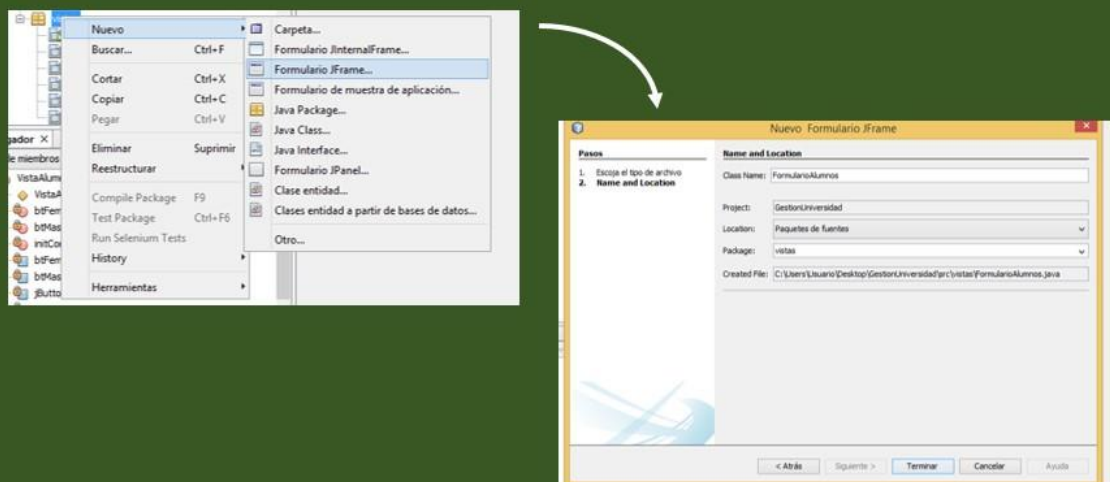 Nuevo
Buscar... Ctrl+F
Cortar Ctrl+X
Copiar Ctrl+C
Pegar Ctrl+V
Eliminar Suprimir
Reestructurar
Compile Package F9
Test Package Ctrl+F6
Run Selenium Tests
History
Herramientas
Carpeta...
Formulario JInternalFrame...
Formulario JFrame...
Formulario de muestra de aplicación...
Java Package...
Java Class...
Java Interface...
Formulario JPanel...
Clase entidad...
Clases entidad a partir de bases de datos...
Otro...
gador X
de miembros
VistaAlum
VistaA
btFem
btMas
initCo
btFem
btMas
jButto
Nuevo Formulario JFrame
Pasos
1. Escoja el tipo de archivo
2. Name and Location
Name and Location
Class Name: FormularioAlumnos
Project: GestionUniversidad
Location: Paquetes de fuentes
Package: vistas
Created File: C:\Users\Usuario\Desktop\GestionUniversidad\src\vistas\FormularioAlumnos.java
< Atrás Siguiente > Terminar Cancelar Ayuda